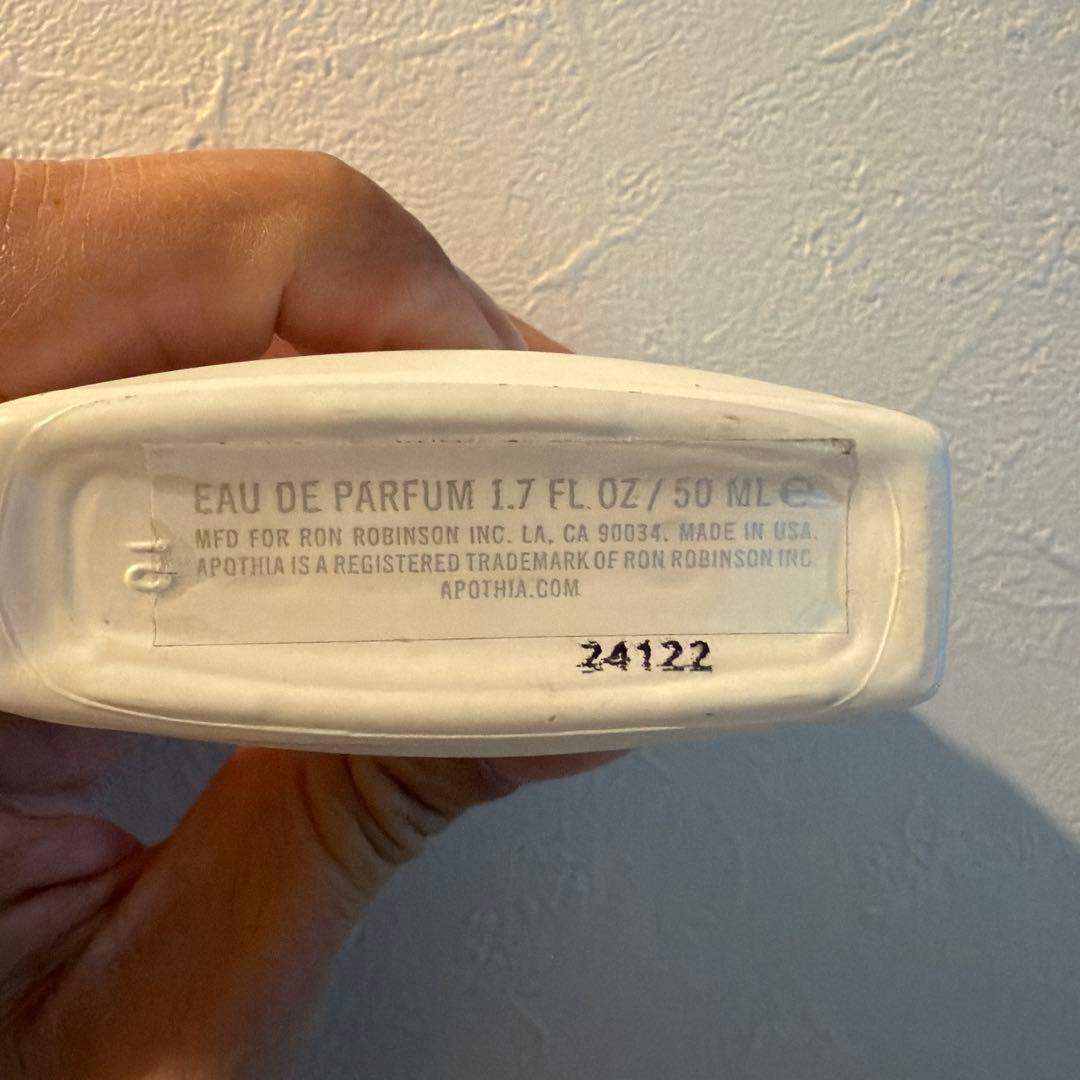 EAU DE PARFUM 1.7 FL. OZ / 50 ML ℮
MFD FOR RON ROBINSON INC. LA, CA 90034. MADE IN USA.
APOTHIA IS A REGISTERED TRADEMARK OF RON ROBINSON INC.
APOTHIA.COM
24122